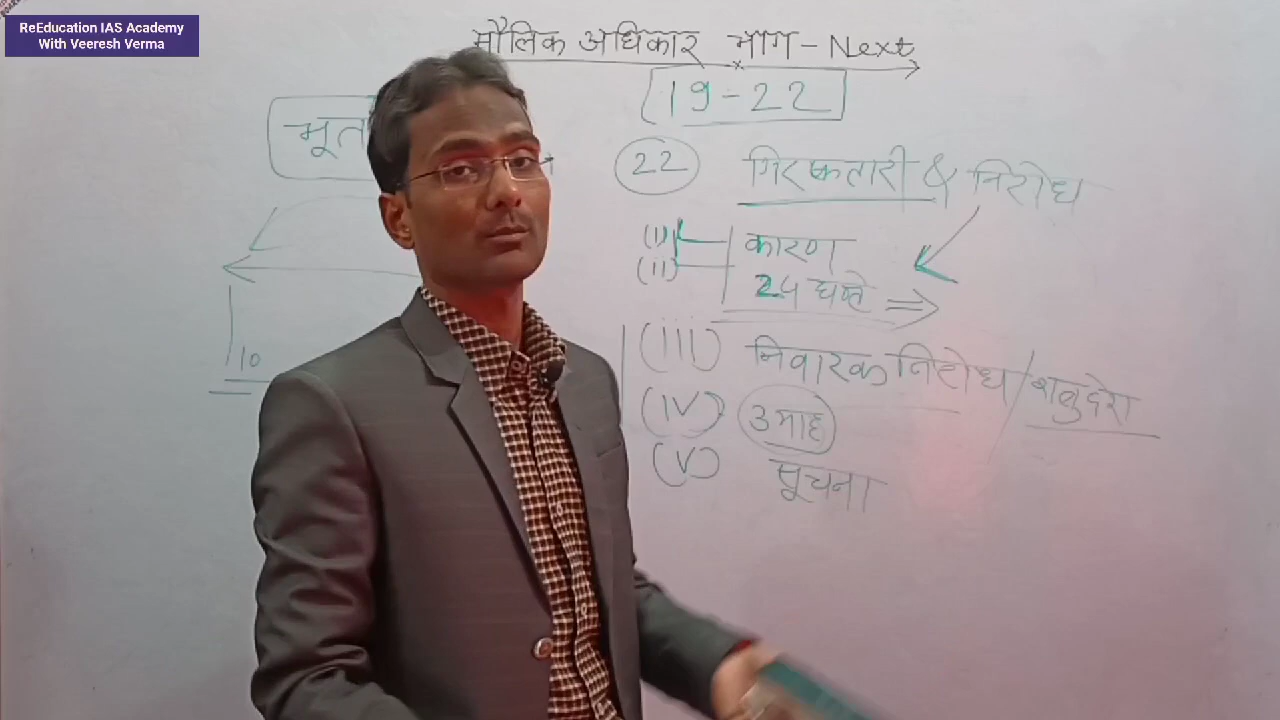 ReEducation IAS Academy
With Veeresh Verma
मौलिक अधिकार भाग - Next
19-22
22 गिरफ्तारी & निरोध
(i) कारण
(ii) 24 घण्टे ⇒
(iii) निवारक निरोध / शत्रु देश
(iv) 3 माह
(v) सूचना
10